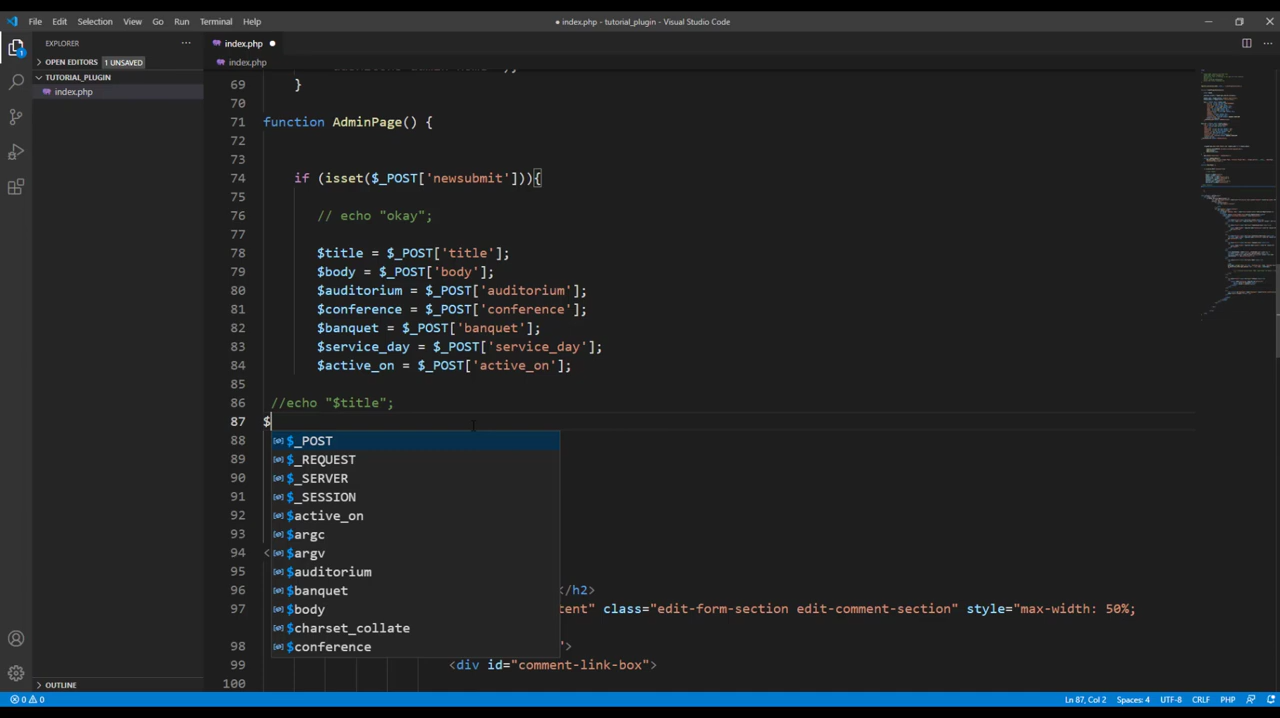 File Edit Selection View Go Run Terminal Help
● index.php - tutorial_plugin - Visual Studio Code
EXPLORER
index.php
OPEN EDITORS 1 UNSAVED
index.php
TUTORIAL_PLUGIN
index.php
1
69 }
70
71 function AdminPage() {
72
73
74 if (isset($_POST['newsubmit'])){
75
76 // echo "okay";
77
78 $title = $_POST['title'];
79 $body = $_POST['body'];
80 $auditorium = $_POST['auditorium'];
81 $conference = $_POST['conference'];
82 $banquet = $_POST['banquet'];
83 $service_day = $_POST['service_day'];
84 $active_on = $_POST['active_on'];
85
86 //echo "$title";
87 $
88 $_POST
89 $_REQUEST
90 $_SERVER
91 $_SESSION
92 $active_on
93 $argc
94 < $argv
95 $auditorium
96 $banquet </h2>
97 $body tent" class="edit-form-section edit-comment-section" style="max-width: 50%;
$charset_collate
98 $conference ">
99 <div id="comment-link-box">
100
OUTLINE
0 0
Ln 87, Col 2 Spaces: 4 UTF-8 CRLF PHP